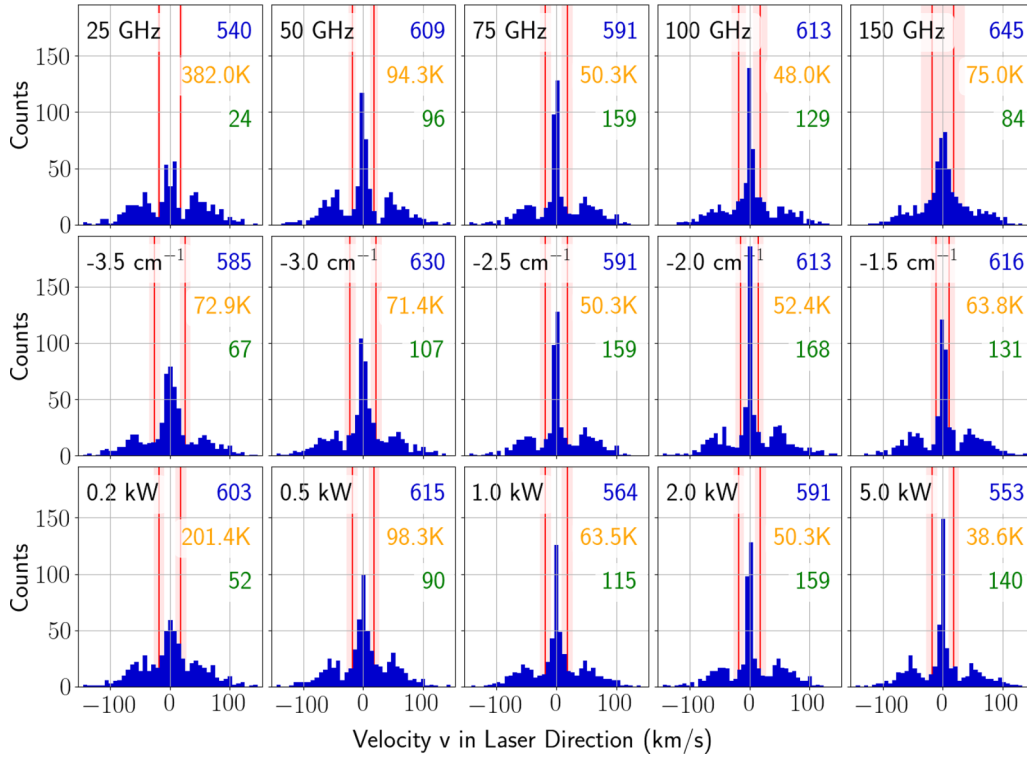 25 GHz 540 50 GHz 609 75 GHz 591 100 GHz 613 150 GHz 645
382.0K 94.3K 50.3K 48.0K 75.0K
24 96 159 129 84
Counts
150
100
50
0
-3.5 cm⁻¹ 585 -3.0 cm⁻¹ 630 -2.5 cm⁻¹ 591 -2.0 cm⁻¹ 613 -1.5 cm⁻¹ 616
72.9K 71.4K 50.3K 52.4K 63.8K
67 107 159 168 131
Counts
150
100
50
0
0.2 kW 603 0.5 kW 615 1.0 kW 564 2.0 kW 591 5.0 kW 553
201.4K 98.3K 63.5K 50.3K 38.6K
52 90 115 159 140
Counts
150
100
50
0
−100 0 100 −100 0 100 −100 0 100 −100 0 100 −100 0 100
Velocity v in Laser Direction (km/s)